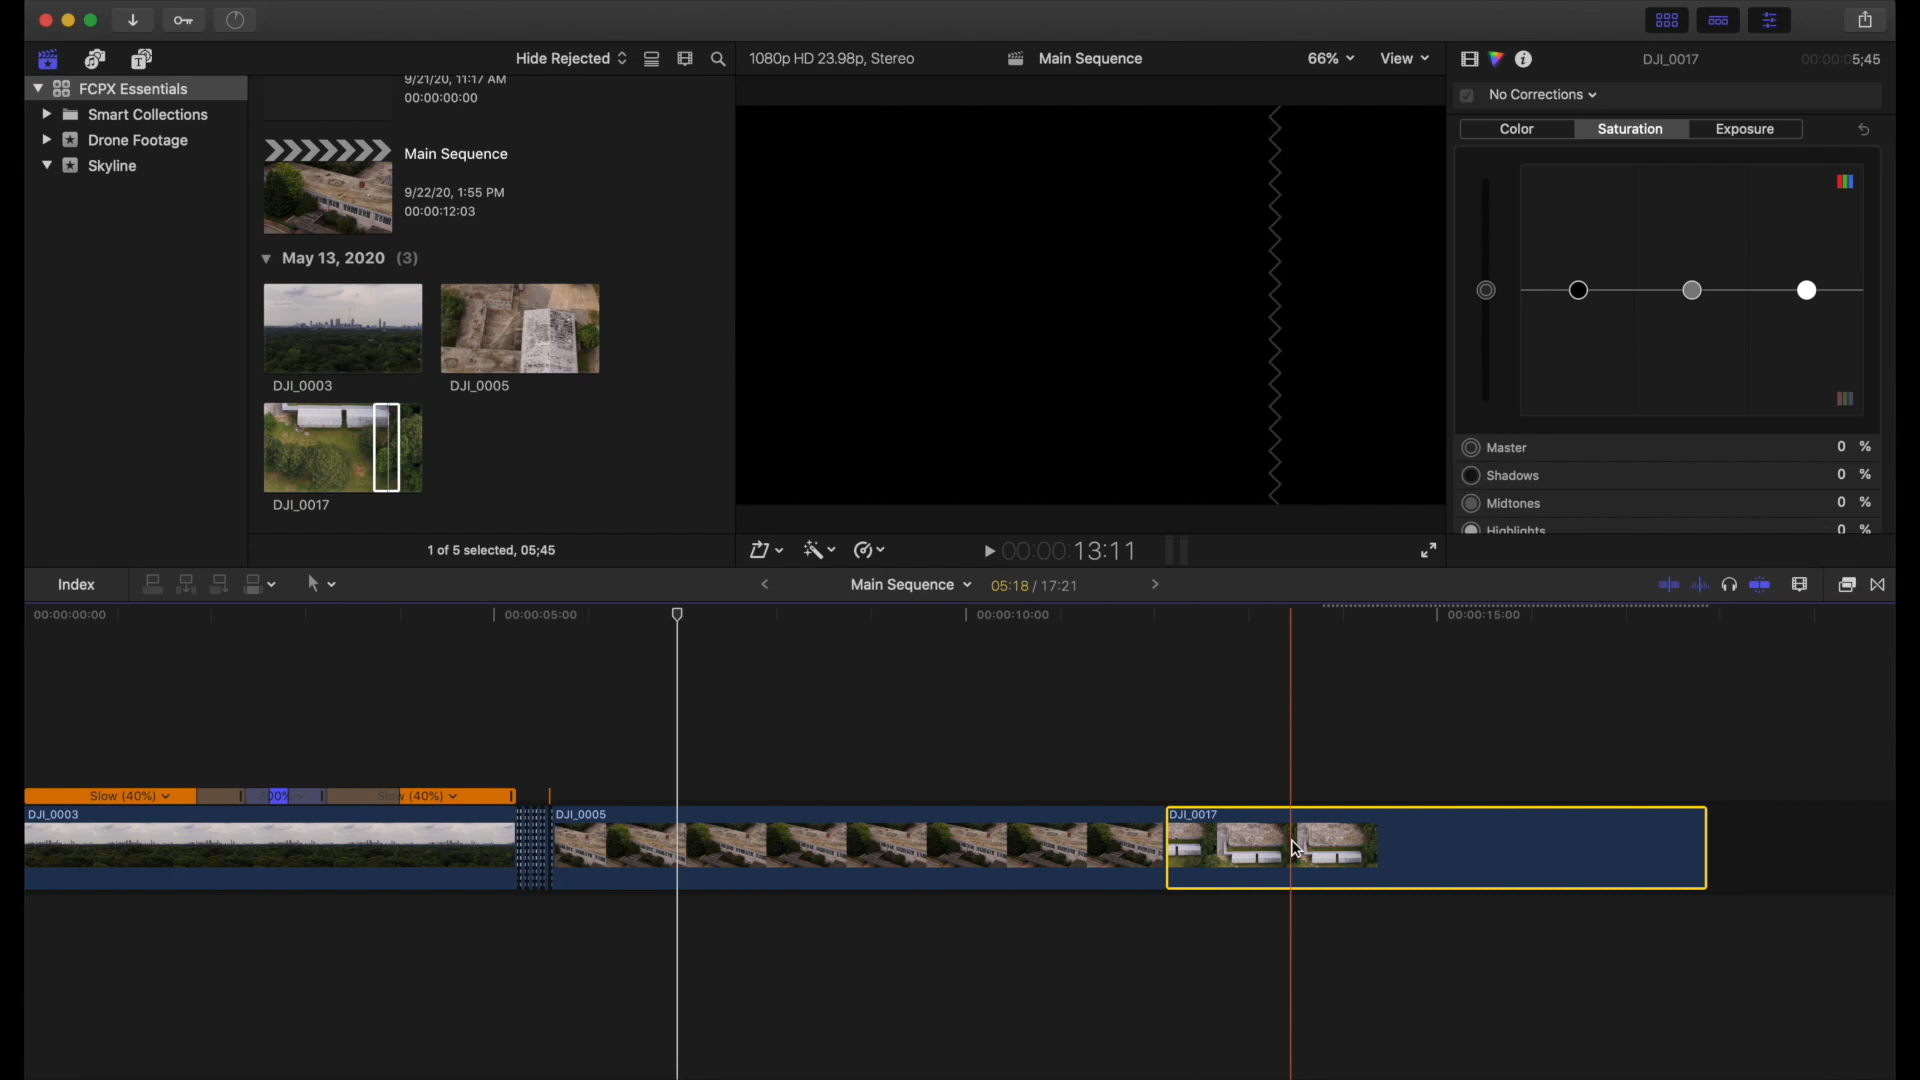 Hide Rejected
1080p HD 23.98p, Stereo
Main Sequence
66%
View
DJI_0017
00:00:05;45
FCPX Essentials
Smart Collections
Drone Footage
Skyline
9/21/20, 11:17 AM
00:00:00:00
Main Sequence
9/22/20, 1:55 PM
00:00:12:03
May 13, 2020 (3)
DJI_0003
DJI_0005
DJI_0017
1 of 5 selected, 05;45
00:00:13:11
No Corrections
Color
Saturation
Exposure
Master 0 %
Shadows 0 %
Midtones 0 %
Highlights 0 %
Index
Main Sequence
05:18 / 17:21
00:00:00:00
00:00:05:00
00:00:10:00
00:00:15:00
Slow (40%)
800%
Slow (40%)
DJI_0003
DJI_0005
DJI_0017